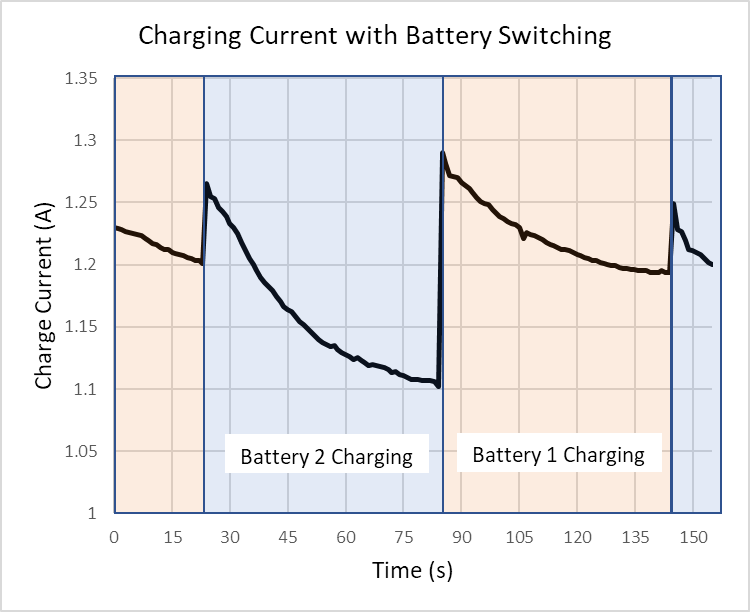 Charging Current with Battery Switching
1.35
1.3
1.25
1.2
1.15
1.1
1.05
1
Charge Current (A)
Battery 2 Charging
Battery 1 Charging
0 15 30 45 60 75 90 105 120 135 150
Time (s)